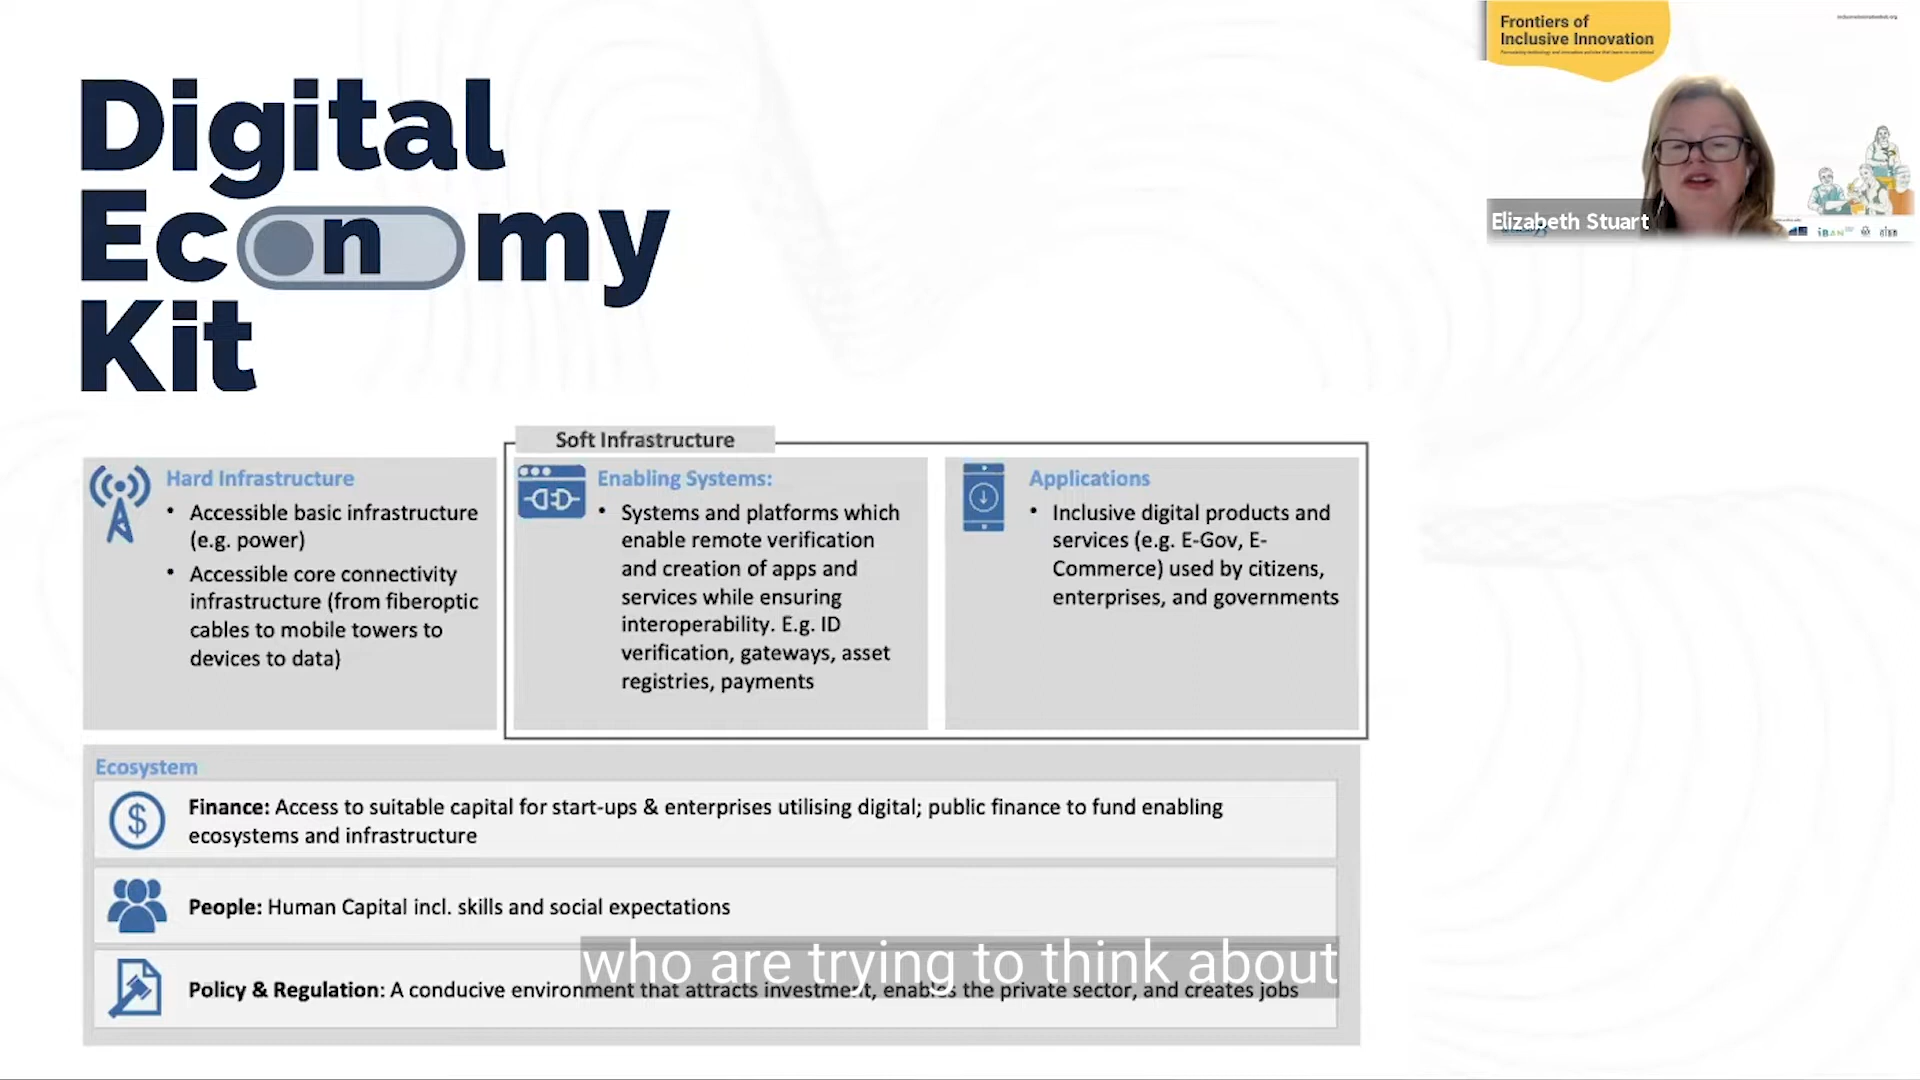 Digital
Economy
Kit
Frontiers of
Inclusive Innovation
Elizabeth Stuart
Soft Infrastructure
Hard Infrastructure
• Accessible basic infrastructure
(e.g. power)
• Accessible core connectivity
infrastructure (from fiberoptic
cables to mobile towers to
devices to data)
Enabling Systems:
• Systems and platforms which
enable remote verification
and creation of apps and
services while ensuring
interoperability. E.g. ID
verification, gateways, asset
registries, payments
Applications
• Inclusive digital products and
services (e.g. E-Gov, E-
Commerce) used by citizens,
enterprises, and governments
Ecosystem
Finance: Access to suitable capital for start-ups & enterprises utilising digital; public finance to fund enabling
ecosystems and infrastructure
People: Human Capital incl. skills and social expectations
who are trying to think about
Policy & Regulation: A conducive environment that attracts investment, enables the private sector, and creates jobs